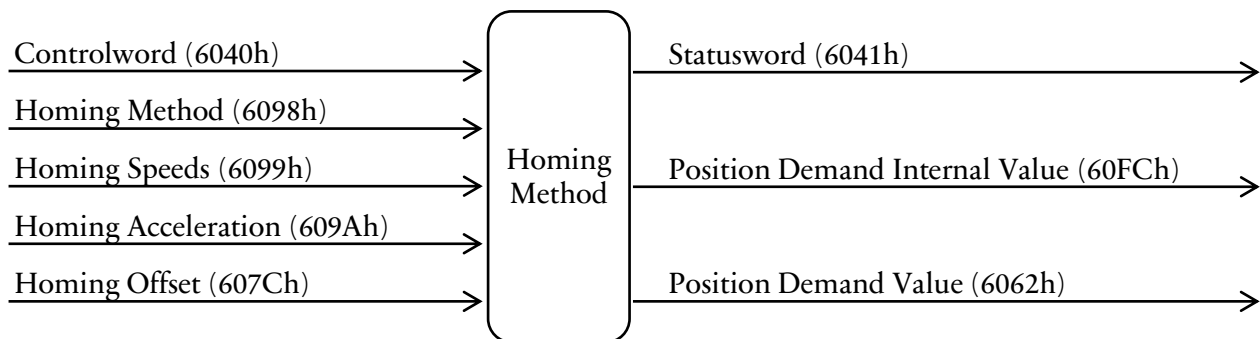 Controlword (6040h)
Homing Method (6098h)
Homing Speeds (6099h)
Homing Acceleration (609Ah)
Homing Offset (607Ch)
Homing
Method
Statusword (6041h)
Position Demand Internal Value (60FCh)
Position Demand Value (6062h)